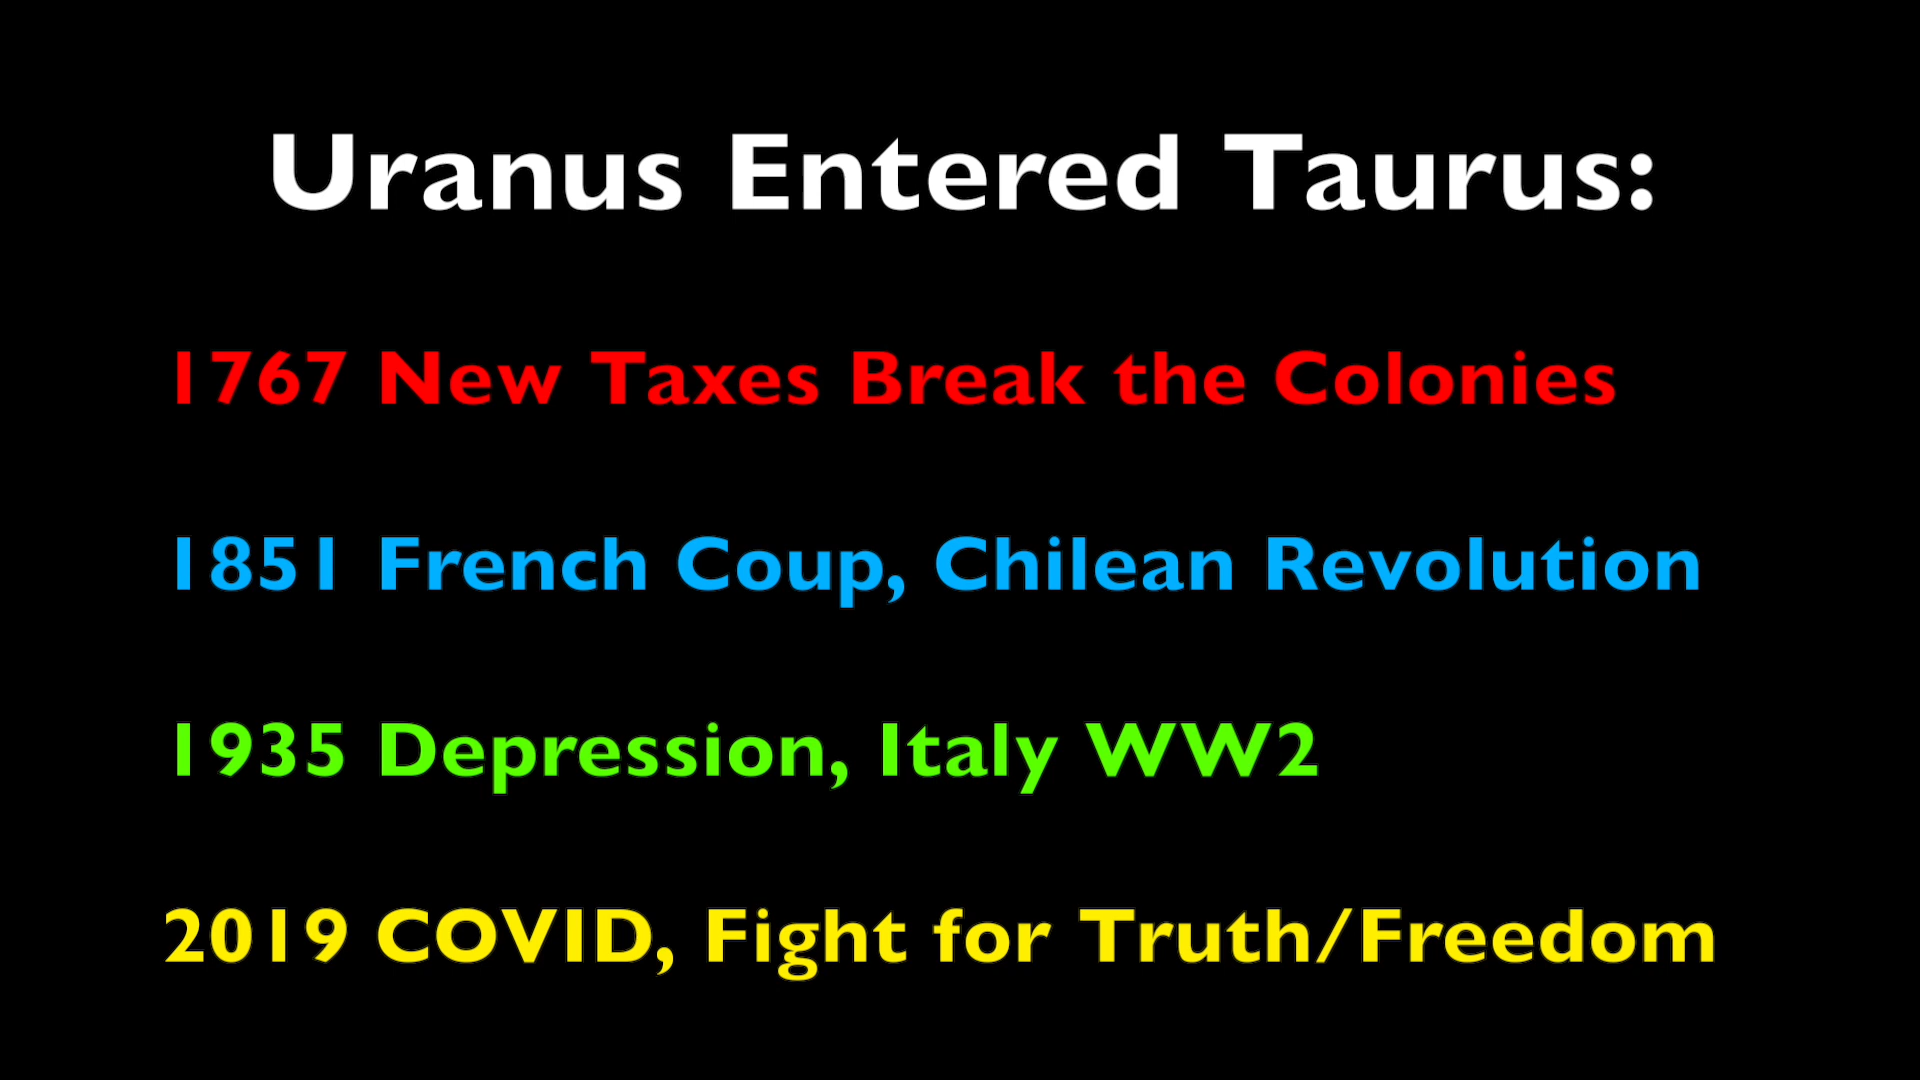 Uranus Entered Taurus:
1767 New Taxes Break the Colonies
1851 French Coup, Chilean Revolution
1935 Depression, Italy WW2
2019 COVID, Fight for Truth/Freedom